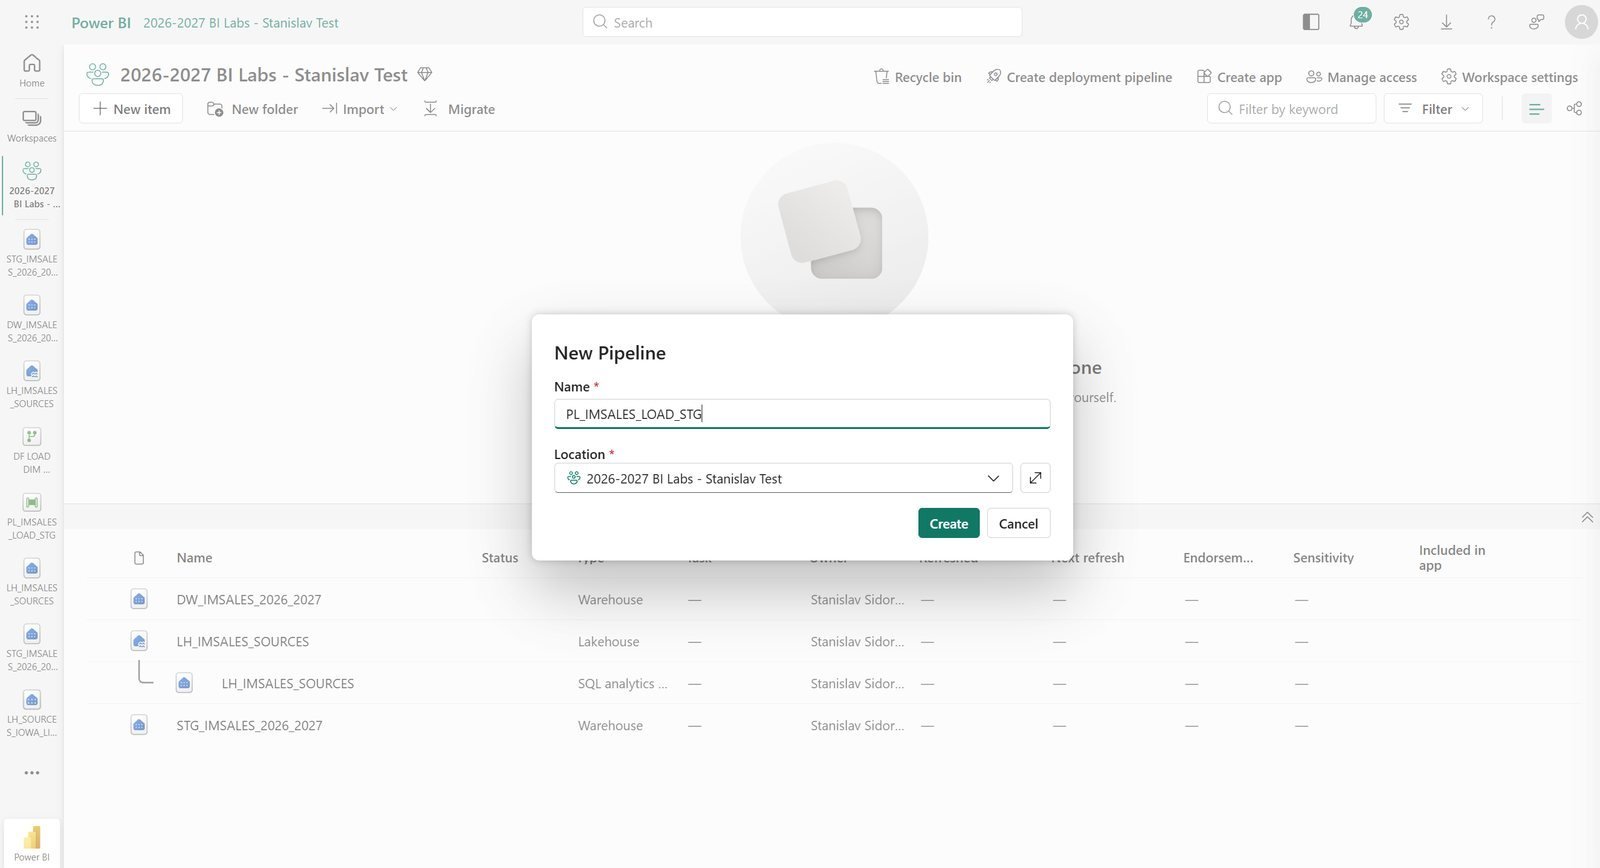 Power BI
2026-2027 BI Labs - Stanislav Test
Search
24
Home
Workspaces
2026-2027
BI Labs - ...
STG_IMSALE
S_2026_20...
DW_IMSALE
S_2026_20...
LH_IMSALES
_SOURCES
DF LOAD
DIM ...
PL_IMSALES
_LOAD_STG
LH_IMSALES
_SOURCES
STG_IMSALE
S_2026_20...
LH_SOURCE
S_IOWA_LI...
Power BI
2026-2027 BI Labs - Stanislav Test
Recycle bin
Create deployment pipeline
Create app
Manage access
Workspace settings
New item
New folder
Import
Migrate
Filter by keyword
Filter
New Pipeline
Name *
PL_IMSALES_LOAD_STG
Location *
2026-2027 BI Labs - Stanislav Test
Create
Cancel
Name
Status
Next refresh
Endorsem...
Sensitivity
Included in
app
DW_IMSALES_2026_2027
Warehouse
—
Stanislav Sidor...
—
—
—
—
LH_IMSALES_SOURCES
Lakehouse
—
Stanislav Sidor...
—
—
—
—
LH_IMSALES_SOURCES
SQL analytics ...
—
Stanislav Sidor...
—
—
—
—
STG_IMSALES_2026_2027
Warehouse
—
Stanislav Sidor...
—
—
—
—